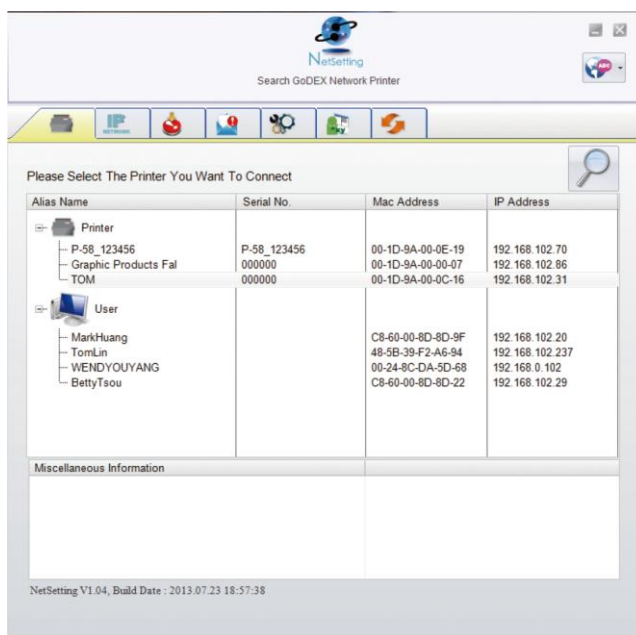 NetSetting
Search GoDEX Network Printer
ABC
IP
NETWORK
Please Select The Printer You Want To Connect
Alias Name Serial No. Mac Address IP Address
Printer
P-58_123456 P-58_123456 00-1D-9A-00-0E-19 192.168.102.70
Graphic Products Fal 000000 00-1D-9A-00-00-07 192.168.102.86
TOM 000000 00-1D-9A-00-0C-16 192.168.102.31
User
MarkHuang C8-60-00-8D-8D-9F 192.168.102.20
TomLin 48-5B-39-F2-A6-94 192.168.102.237
WENDYOUYANG 00-24-8C-DA-5D-68 192.168.0.102
BettyTsou C8-60-00-8D-8D-22 192.168.102.29
Miscellaneous Information
NetSetting V1.04, Build Date : 2013.07.23 18:57:38